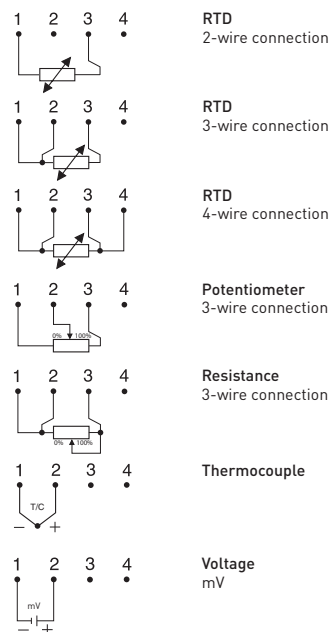 1 2 3 4
RTD
2-wire connection
1 2 3 4
RTD
3-wire connection
1 2 3 4
RTD
4-wire connection
1 2 3 4
Potentiometer
3-wire connection
0% 100%
1 2 3 4
Resistance
3-wire connection
0% 100%
1 2 3 4
Thermocouple
T/C
– +
1 2 3 4
Voltage
mV
mV
– +